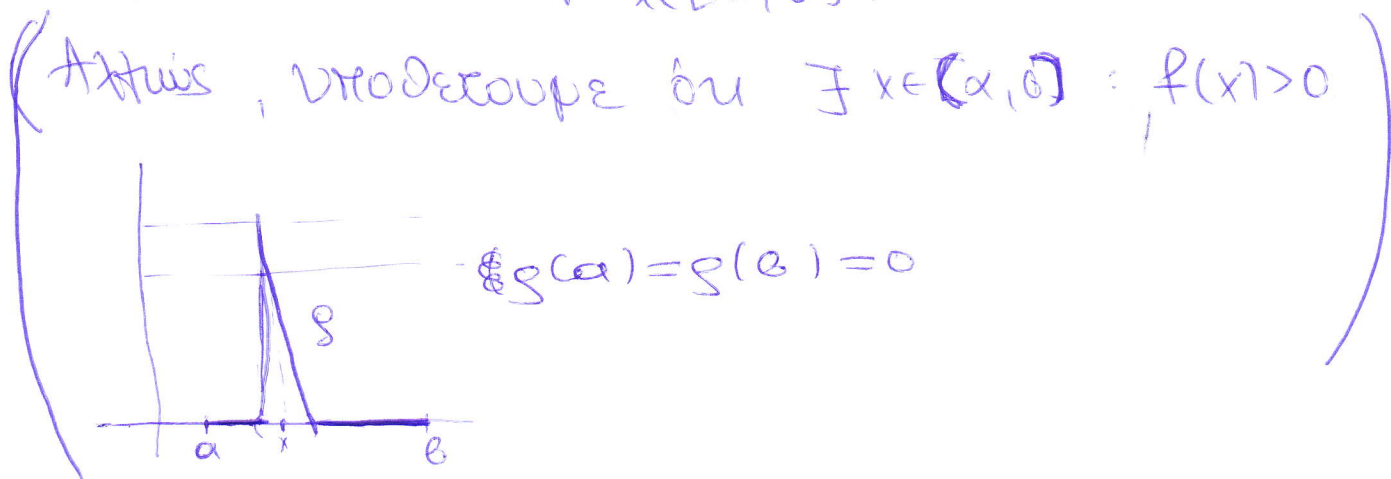 Αλλιώς, υποθέτουμε ότι ∃ x∈[α,β] : f(x)>0
g(a)=g(β)=0
g
a x β